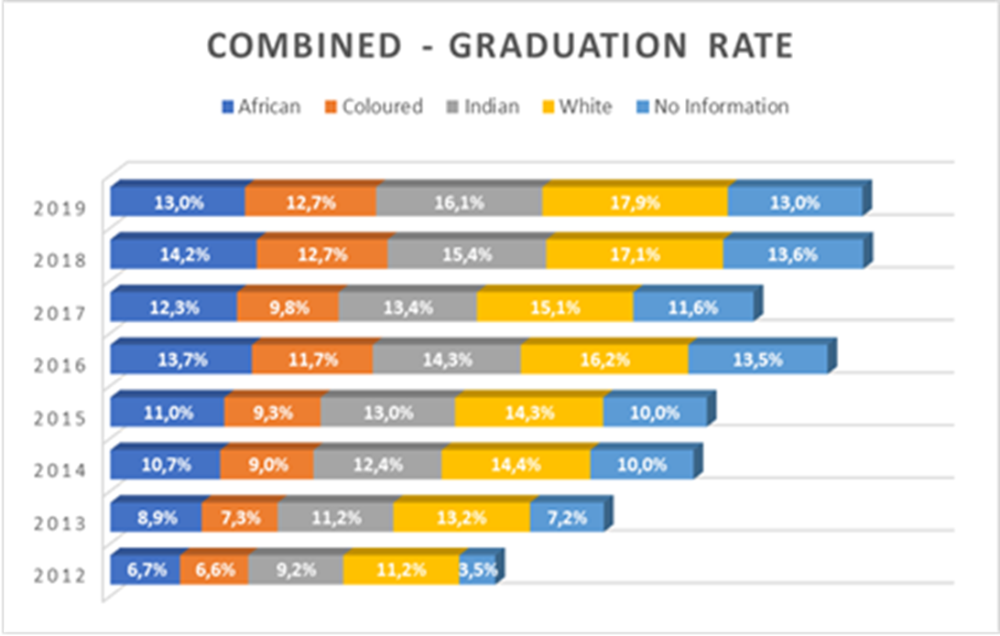 COMBINED - GRADUATION RATE
African Coloured Indian White No Information
2019 13,0% 12,7% 16,1% 17,9% 13,0%
2018 14,2% 12,7% 15,4% 17,1% 13,6%
2017 12,3% 9,8% 13,4% 15,1% 11,6%
2016 13,7% 11,7% 14,3% 16,2% 13,5%
2015 11,0% 9,3% 13,0% 14,3% 10,0%
2014 10,7% 9,0% 12,4% 14,4% 10,0%
2013 8,9% 7,3% 11,2% 13,2% 7,2%
2012 6,7% 6,6% 9,2% 11,2% 3,5%